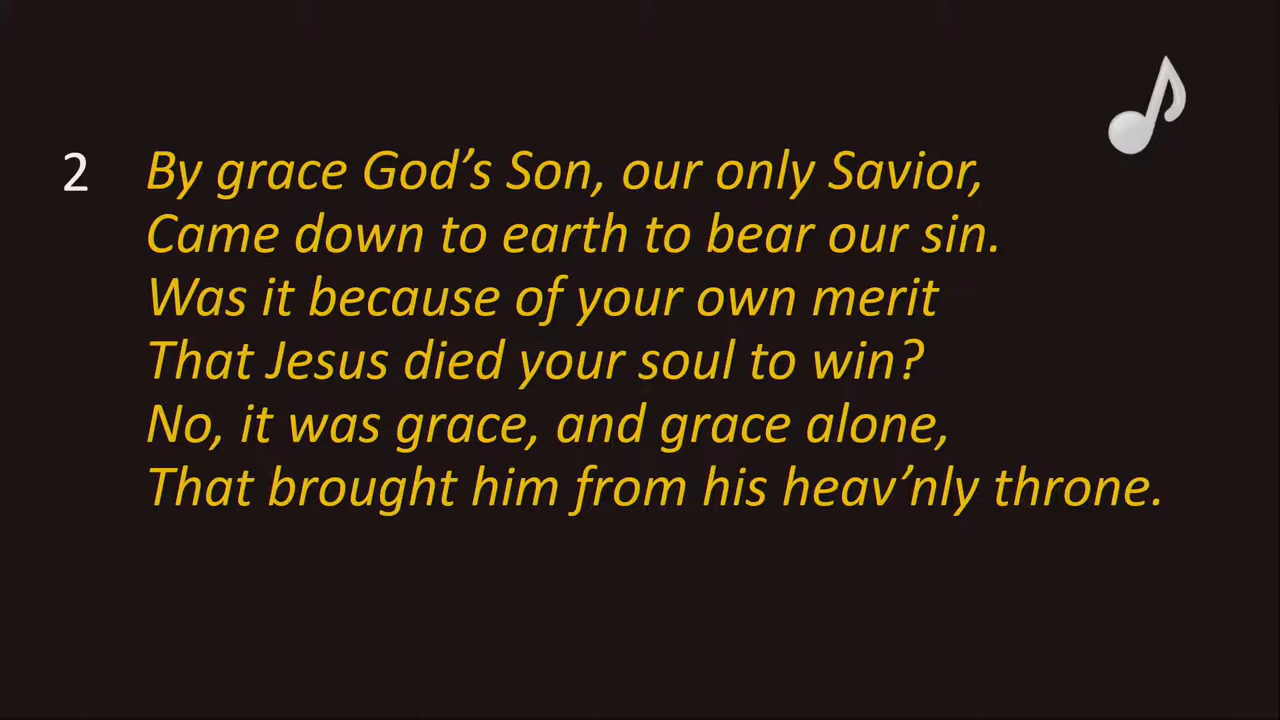 2 By grace God’s Son, our only Savior,
Came down to earth to bear our sin.
Was it because of your own merit
That Jesus died your soul to win?
No, it was grace, and grace alone,
That brought him from his heav’nly throne.